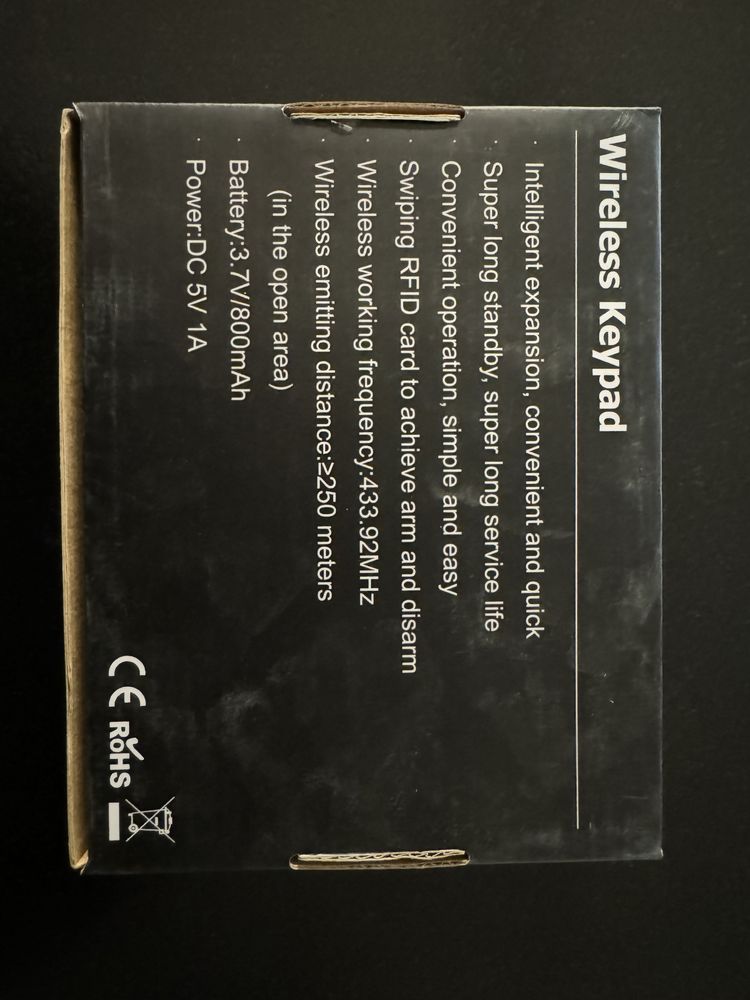 Wireless Keypad
· Intelligent expansion, convenient and quick
· Super long standby, super long service life
· Convenient operation, simple and easy
· Swiping RFID card to achieve arm and disarm
· Wireless working frequency:433.92MHz
· Wireless emitting distance:≥250 meters
(in the open area)
· Battery:3.7V/800mAh
· Power:DC 5V 1A
CE RoHS